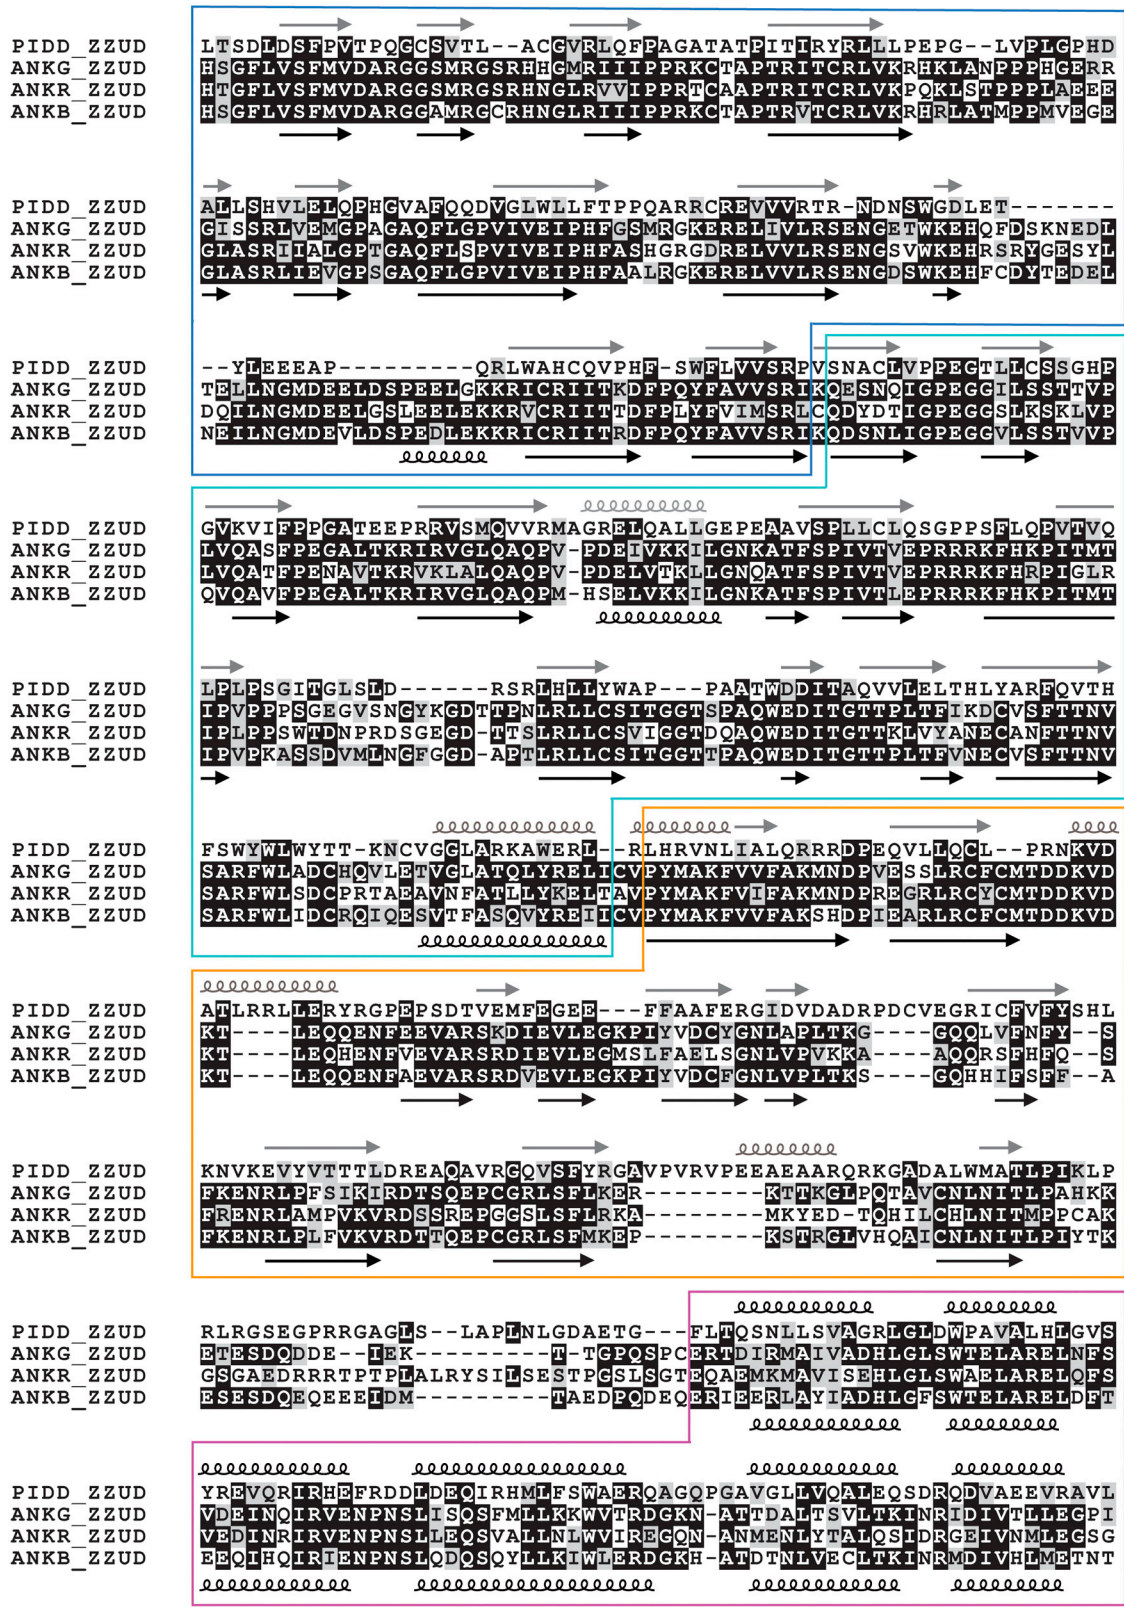 PIDD_ZZUD LTSDLDSFPVTPQGCSVTL--ACGVRLQFPAGATATPITIRYRLLLPEPG--LVPLGPHD
ANKG_ZZUD HSGFLVSFMVDARGGSMRGSRHHGMRIIIPPRKCTAPTRITCRLVKRHKLANPPPHGERR
ANKR_ZZUD HTGFLVSFMVDARGGSMRGSRHNGLRVVIPPRTCAAPTRITCRLVKPQKLSTPPPLAEEE
ANKB_ZZUD HSGFLVSFMVDARGGAMRGCRHNGLRIIIPPRKCTAPTRVTCRLVKRHRLATMPPMVEGE
PIDD_ZZUD ALLSHVLELQPHGVAFQQDVGLWLLFTPPQARRCREVVVRTR-NDNSWGDLET-------
ANKG_ZZUD GISSRLVEMGPAGAQFLGPVIVEIPHFGSMRGKERELIVLRSENGETWKEHQFDSKNEDL
ANKR_ZZUD GLASRIIALGPTGAQFLSPVIVEIPHFASHGRGDRELVVLRSENGSVWKEHRSRYGESYL
ANKB_ZZUD GLASRLIEVGPSGAQFLGPVIVEIPHFAALRGKERELVVLRSENGDSWKEHFCDYTEDEL
PIDD_ZZUD --YLEEEAP---------QRLWAHCQVPHF-SWFLVVSRPVSNACLVPPEGTLLCSSGHP
ANKG_ZZUD TELLNGMDEELDSPEELGKKRICRIITKDFPQYFAVVSRIKQESNQIGPEGGILSSTTVP
ANKR_ZZUD DQILNGMDEELGSLEELEKKRVCRIITTDFPLYFVIMSRLCQDYDTIGPEGGSLKSKLVP
ANKB_ZZUD NEILNGMDEVLDSPEDLEKKRICRIITRDFPQYFAVVSRIKQDSNLIGPEGGVLSSTVVP
PIDD_ZZUD GVKVIFPPGATEEPRRVSMQVVRMAGRELQALLGEPEAAVSPLLCLQSGPPSFLQPVTVQ
ANKG_ZZUD LVQASFPEGALTKRIRVGLQAQPV-PDEIVKKILGNKATFSPIVTVEPRRRKFHKPITMT
ANKR_ZZUD LVQATFPENAVTKRVKLALQAQPV-PDELVTKLLGNQATFSPIVTVEPRRRKFHRPIGLR
ANKB_ZZUD QVQAVFPEGALTKRIRVGLQAQPM-HSELVKKILGNKATFSPIVTLEPRRRKFHKPITMT
PIDD_ZZUD LPLPSGITGLSLD------RSRLHLLYWAP---PAATWDDITAQVVLELTHLYARFQVTH
ANKG_ZZUD IPVPPPSGEGVSNGYKGDTTPNLRLLCSITGGTSPAQWEDITGTTPLTFIKDCVSFTTNV
ANKR_ZZUD IPLPPSWTDNPRDSGEGD-TTSLRLLCSVIGGTDQAQWEDITGTTKLVYANECANFTTNV
ANKB_ZZUD IPVPKASSDVMLNGFGGD-APTLRLLCSITGGTTPAQWEDITGTTPLTFVNECVSFTTNV
PIDD_ZZUD FSWYWLWYTT-KNCVGGLARKAWERL--RLHRVNLIALQRRRDPEQVLLQCL--PRNKVD
ANKG_ZZUD SARFWLADCHQVLETVGLATQLYRELICVPYMAKFVVFAKMNDPVESSLRCFCMTDDKVD
ANKR_ZZUD SARFWLSDCPRTAEAVNFATLLYKELTAVPYMAKFVIFAKMNDPREGRLRCYCMTDDKVD
ANKB_ZZUD SARFWLIDCRQIQESVTFASQVYREIICVPYMAKFVVFAKSHDPIEARLRCFCMTDDKVD
PIDD_ZZUD ATLRRLLERYRGPEPSDTVEMFEGEE---FFAAFERGIDVDADRPDCVEGRICFVFYSHL
ANKG_ZZUD KT----LEQQENFEEVARSKDIEVLEGKPIYVDCYGNLAPLTKG----GQQLVFNFY--S
ANKR_ZZUD KT----LEQHENFVEVARSRDIEVLEGMSLFAELSGNLVPVKKA----AQQRSFHFQ--S
ANKB_ZZUD KT----LEQQENFAEVARSRDVEVLEGKPIYVDCFGNLVPLTKS----GQHHIFSFF--A
PIDD_ZZUD KNVKEVYVTTTLDREAQAVRGQVSFYRGAVPVRVPEEAEAARQRKGADALWMATLPIKLP
ANKG_ZZUD FKENRLPFSIKIRDTSQEPCGRLSFLKER--------KTTKGLPQTAVCNLNITLPAHKK
ANKR_ZZUD FRENRLAMPVKVRDSSREPGGSLSFLRKA--------MKYED-TQHILCHLNITMPPCAK
ANKB_ZZUD FKENRLPLFVKVRDTTQEPCGRLSFMKEP--------KSTRGLVHQAICNLNITLPIYTK
PIDD_ZZUD RLRGSEGPRRGAGLS--LAPLNLGDAETG---FLTQSNLLSVAGRLGLDWPAVALHLGVS
ANKG_ZZUD ETESDQDDE--IEK---------T-TGPQSPCERTDIRMAIVADHLGLSWTELARELNFS
ANKR_ZZUD GSGAEDRRRTPTPLALRYSILSESTPGSLSGTEQAEMKMAVISEHLGLSWAELARELQFS
ANKB_ZZUD ESESDQEQEEEIDM---------TAEDPQDEQERIEERLAYIADHLGFSWTELARELDFT
PIDD_ZZUD YREVQRIRHEFRDDLDEQIRHMLFSWAERQAGQPGAVGLLVQALEQSDRQDVAEEVRAVL
ANKG_ZZUD VDEINQIRVENPNSLISQSFMLLKKWVTRDGKN-ATTDALTSVLTKINRIDIVTLLEGPI
ANKR_ZZUD VEDINRIRVENPNSLLEQSVALLNLWVIREGQN-ANMENLYTALQSIDRGEIVNMLEGSG
ANKB_ZZUD EEQIHQIRIENPNSLQDQSQYLLKIWLERDGKH-ATDTNLVECLTKINRMDIVHLMETNT